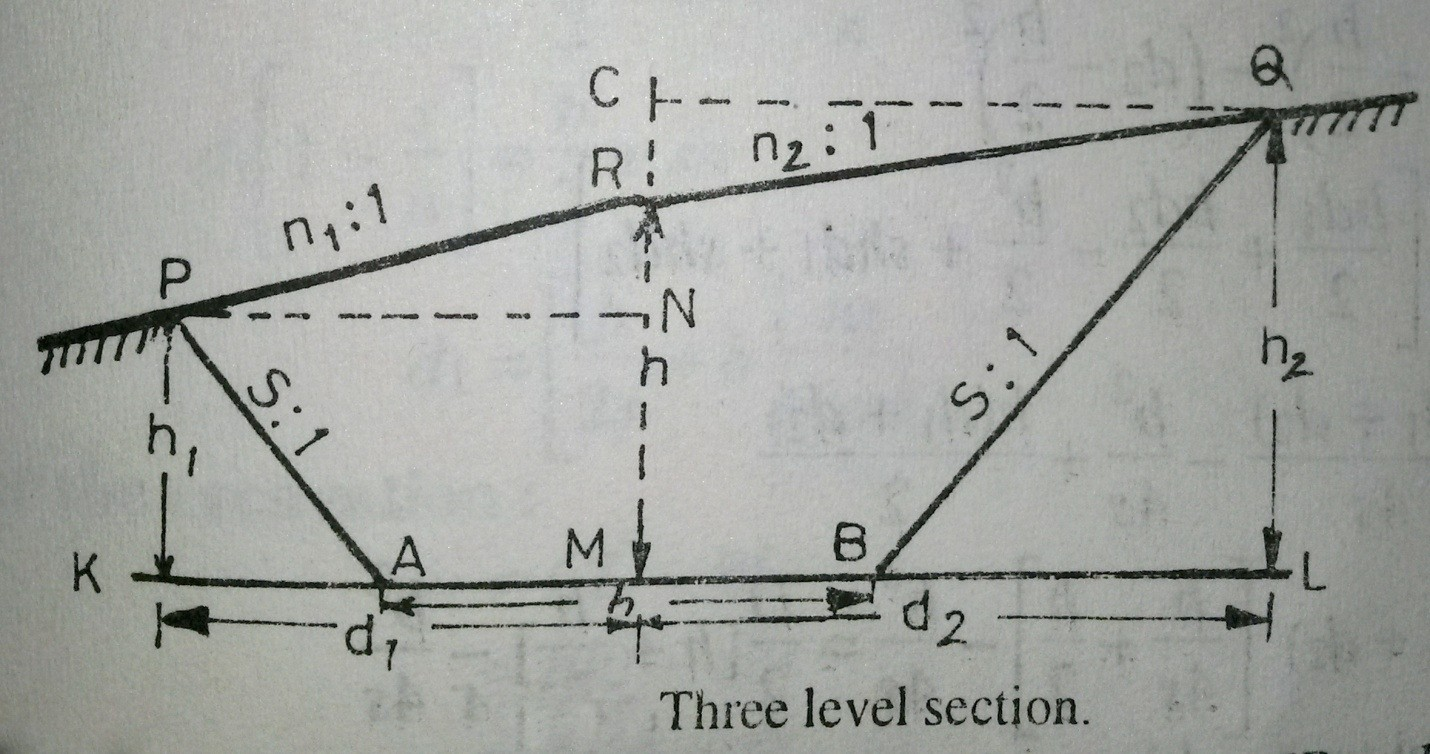 C
Q
R
n₂:1
n₁:1
P
N
h
S:1
S:1
h₁
h₂
K
A
M
B
L
b
d₁
d₂
Three level section.